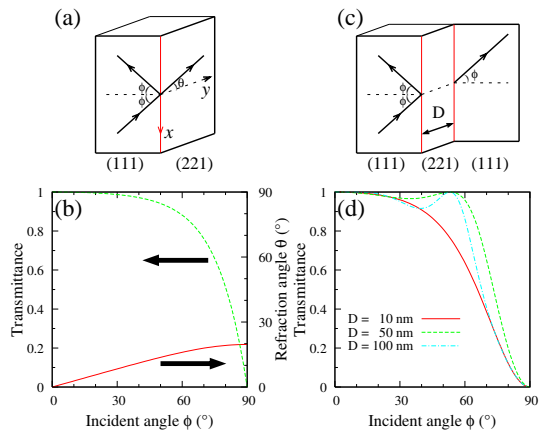 (a)
ϕ
ϕ
θ
y
x
(111) (221)
(c)
ϕ
ϕ
ϕ
D
(111) (221) (111)
(b)
Transmittance
1
0.8
0.6
0.4
0.2
0
0 30 60 90
Incident angle ϕ (°)
90
60
40
20
0
Refraction angle θ (°)
(d)
Transmittance
1
0.8
0.6
0.4
0.2
0
D = 10 nm
D = 50 nm
D = 100 nm
0 30 60 90
Incident angle ϕ (°)